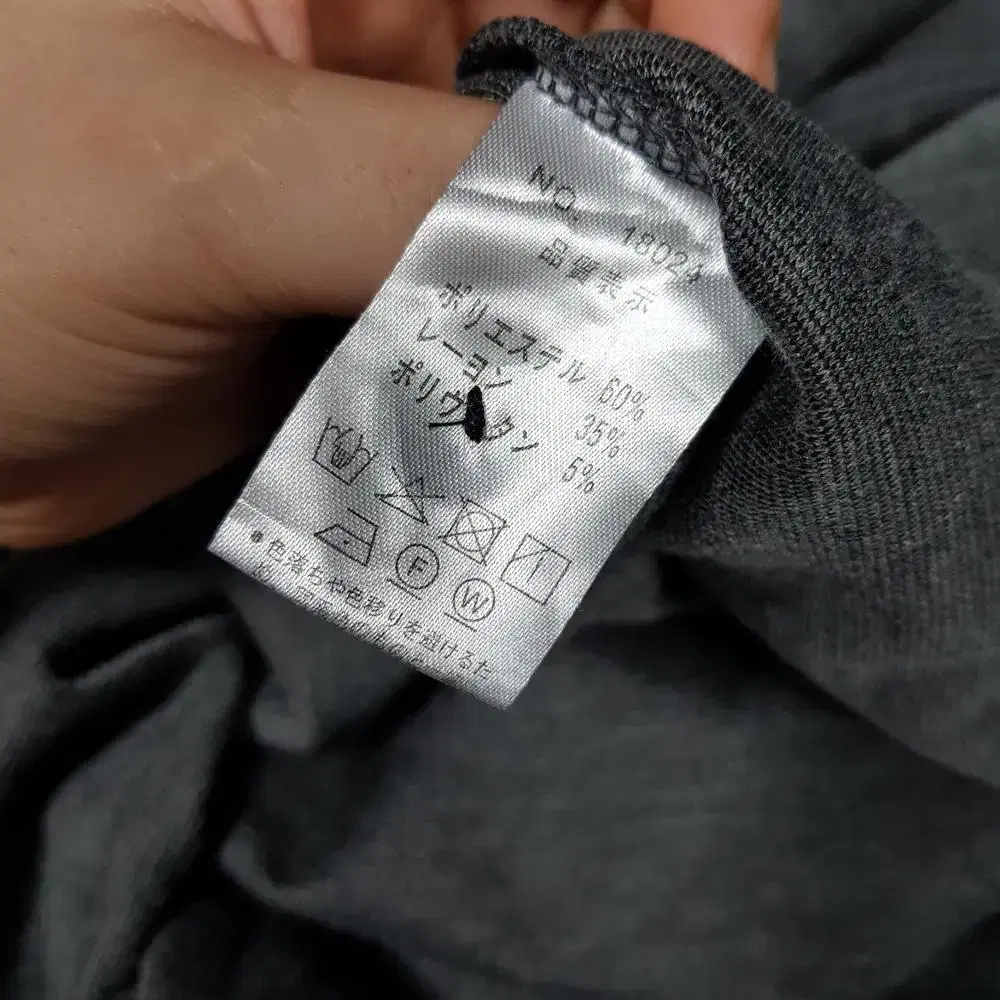 NO. 18024
品質表示
ポリエステル 60%
レーヨン 35%
ポリウレタン 5%
F W
●色落ちや色移りを避けるた